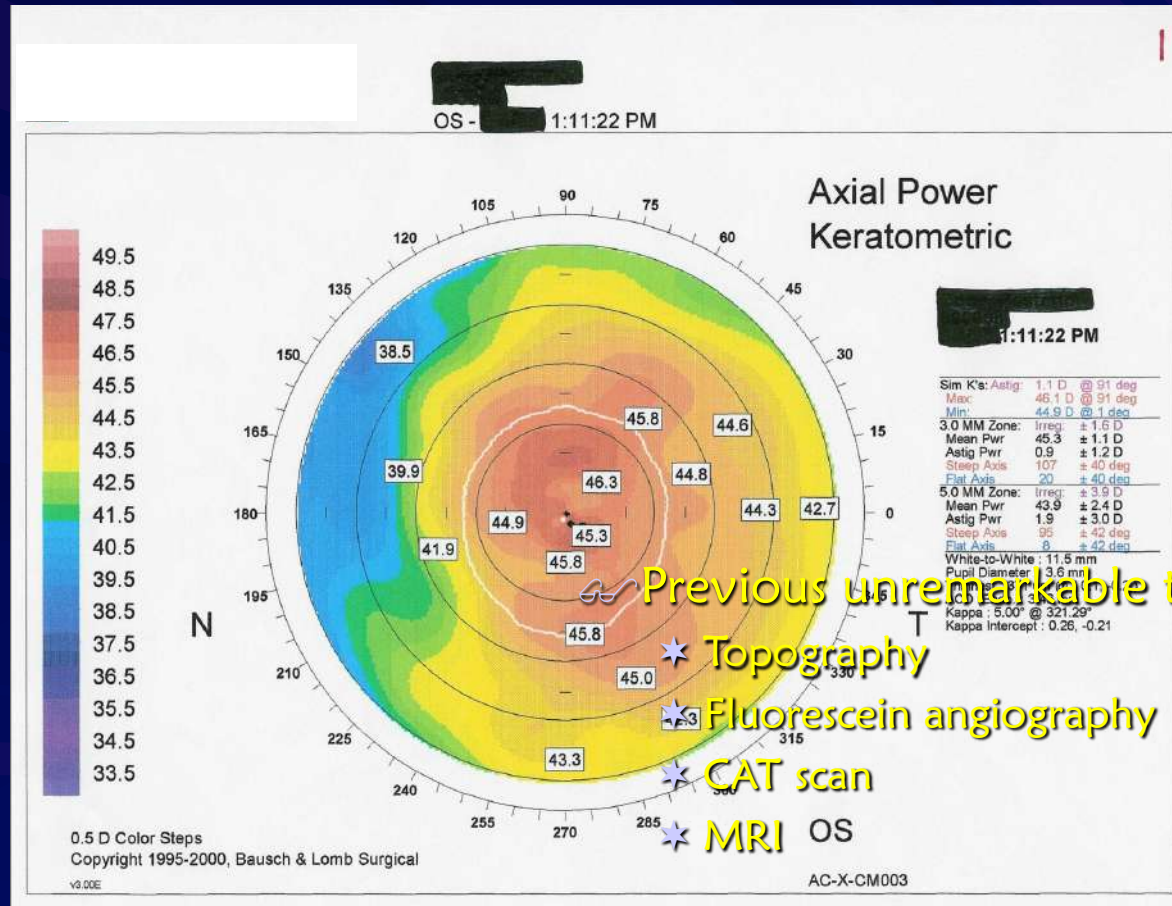 OS - 1:11:22 PM
Axial Power
Keratometric
1:11:22 PM
49.5
48.5
47.5
46.5
45.5
44.5
43.5
42.5
41.5
40.5
39.5
38.5
37.5
36.5
35.5
34.5
33.5
105
90
75
120
60
135
45
150
30
165
15
180
0
195
345
210
330
225
315
240
300
255
270
285
38.5
45.8
44.6
39.9
46.3
44.8
44.9
44.3
42.7
45.3
41.9
45.8
45.8
45.0
43.3
N
T
Sim K's: Astig: 1.1 D @ 91 deg
Max: 46.1 D @ 91 deg
Min: 44.9 D @ 1 deg
3.0 MM Zone: Irreg: ± 1.6 D
Mean Pwr 45.3 ± 1.1 D
Astig Pwr 0.9 ± 1.2 D
Steep Axis 107 ± 40 deg
Flat Axis 20 ± 40 deg
5.0 MM Zone: Irreg: ± 3.9 D
Mean Pwr 43.9 ± 2.4 D
Astig Pwr 1.9 ± 3.0 D
Steep Axis 95 ± 42 deg
Flat Axis 8 ± 42 deg
White-to-White : 11.5 mm
Pupil Diameter : 3.6 mm
Kappa : 5.00° @ 321.29°
Kappa Intercept : 0.26, -0.21
Previous unremarkable t
Topography
Fluorescein angiography
CAT scan
MRI
OS
0.5 D Color Steps
Copyright 1995-2000, Bausch & Lomb Surgical
v3.00E
AC-X-CM003